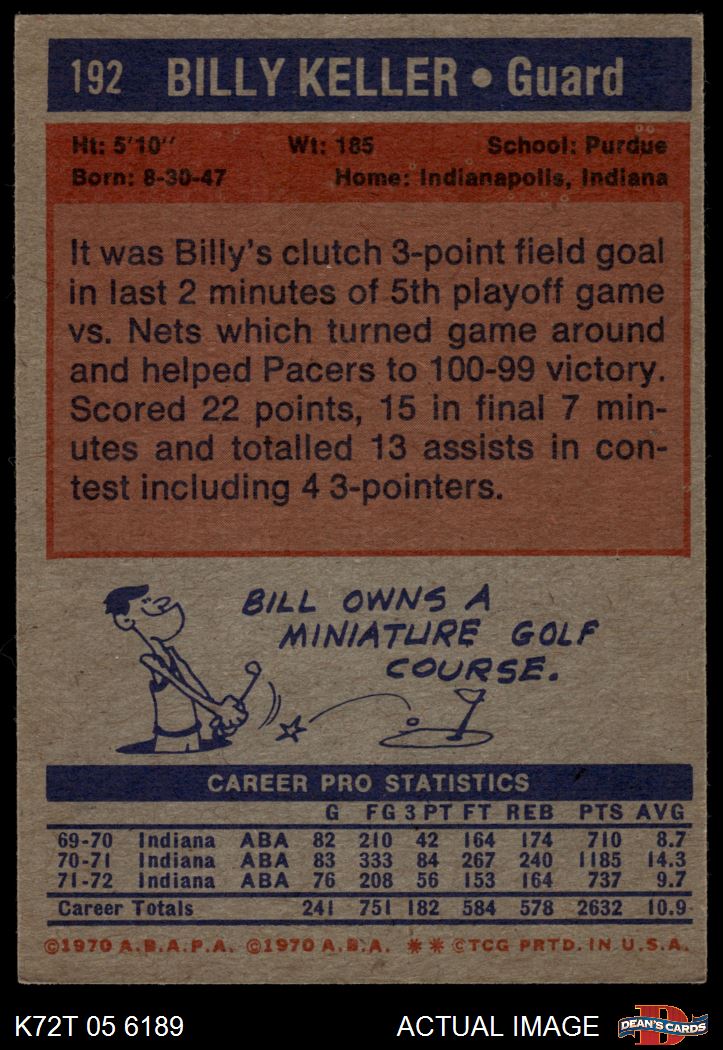 192 BILLY KELLER • Guard
Ht: 5'10" Wt: 185 School: Purdue
Born: 8-30-47 Home: Indianapolis, Indiana
It was Billy's clutch 3-point field goal
in last 2 minutes of 5th playoff game
vs. Nets which turned game around
and helped Pacers to 100-99 victory.
Scored 22 points, 15 in final 7 min-
utes and totalled 13 assists in con-
test including 4 3-pointers.
BILL OWNS A
MINIATURE GOLF
COURSE.
CAREER PRO STATISTICS
G FG 3 PT FT REB PTS AVG
69-70 Indiana ABA 82 210 42 164 174 710 8.7
70-71 Indiana ABA 83 333 84 267 240 1185 14.3
71-72 Indiana ABA 76 208 56 153 164 737 9.7
Career Totals 241 751 182 584 578 2632 10.9
©1970 A.B.A.P.A. ©1970 A.B.A. ** ©TCG PRTD. IN U.S.A.
K72T 05 6189 ACTUAL IMAGE D DEAN'S CARDS